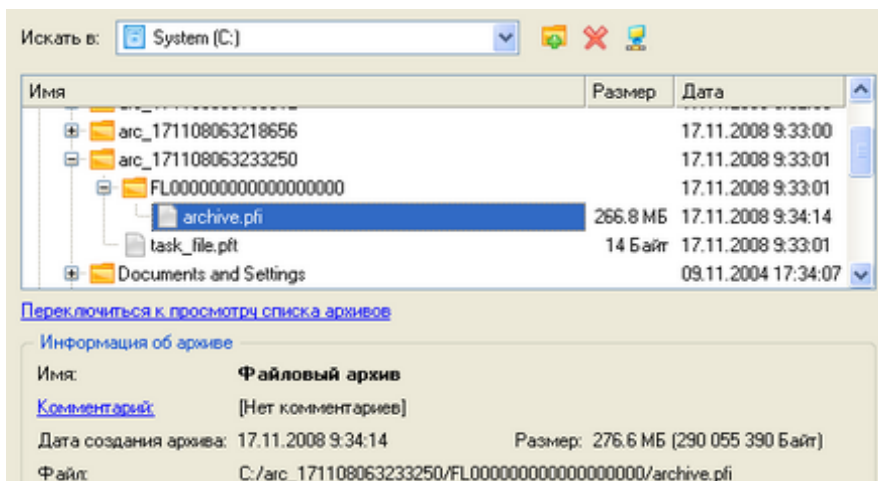 Искать в: System (C:)
Имя Размер Дата
arc_171108063218656 17.11.2008 9:33:00
arc_171108063233250 17.11.2008 9:33:01
FL000000000000000000 17.11.2008 9:33:01
archive.pfi 266.8 МБ 17.11.2008 9:34:14
task_file.pft 14 Байт 17.11.2008 9:33:01
Documents and Settings 09.11.2004 17:34:07
Переключиться к просмотру списка архивов
Информация об архиве
Имя: Файловый архив
Комментарий: [Нет комментариев]
Дата создания архива: 17.11.2008 9:34:14 Размер: 276.6 МБ (290 055 390 Байт)
Файл: C:/arc_171108063233250/FL000000000000000000/archive.pfi